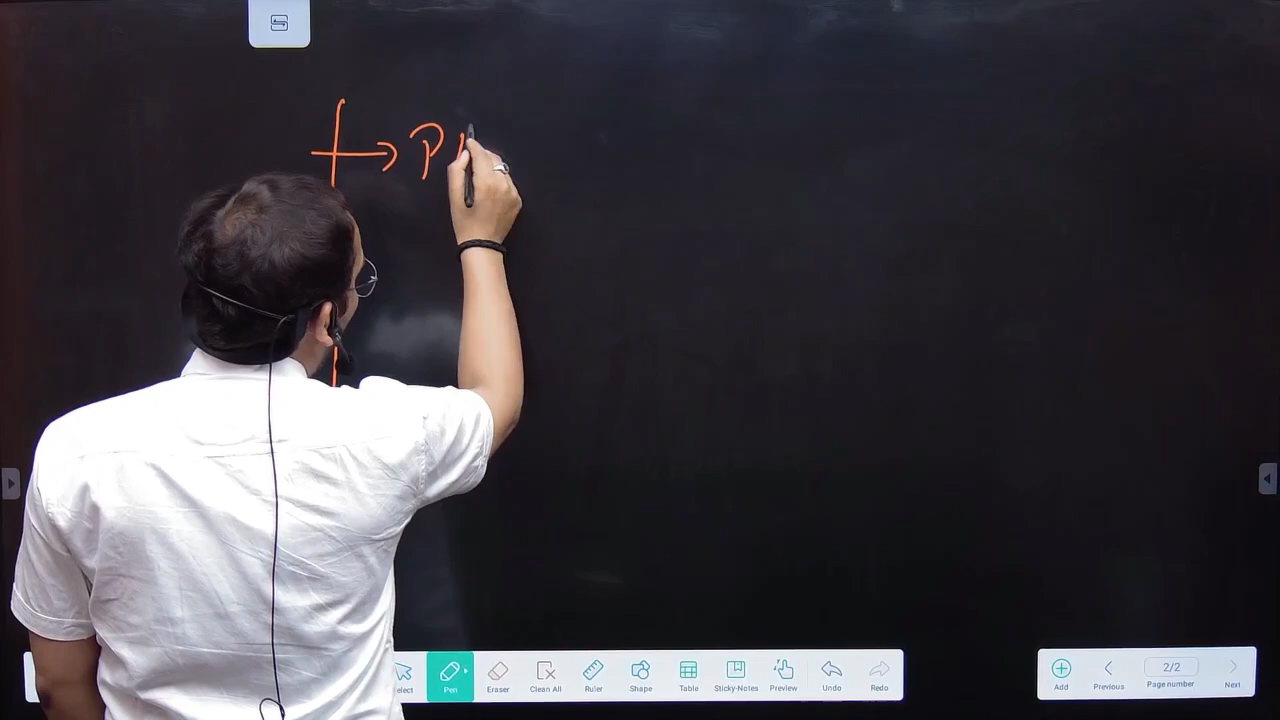 P
Select
Pen
Eraser
Clean All
Ruler
Shape
Table
Sticky-Notes
Preview
Undo
Redo
Add
Previous
2/2
Page number
Next